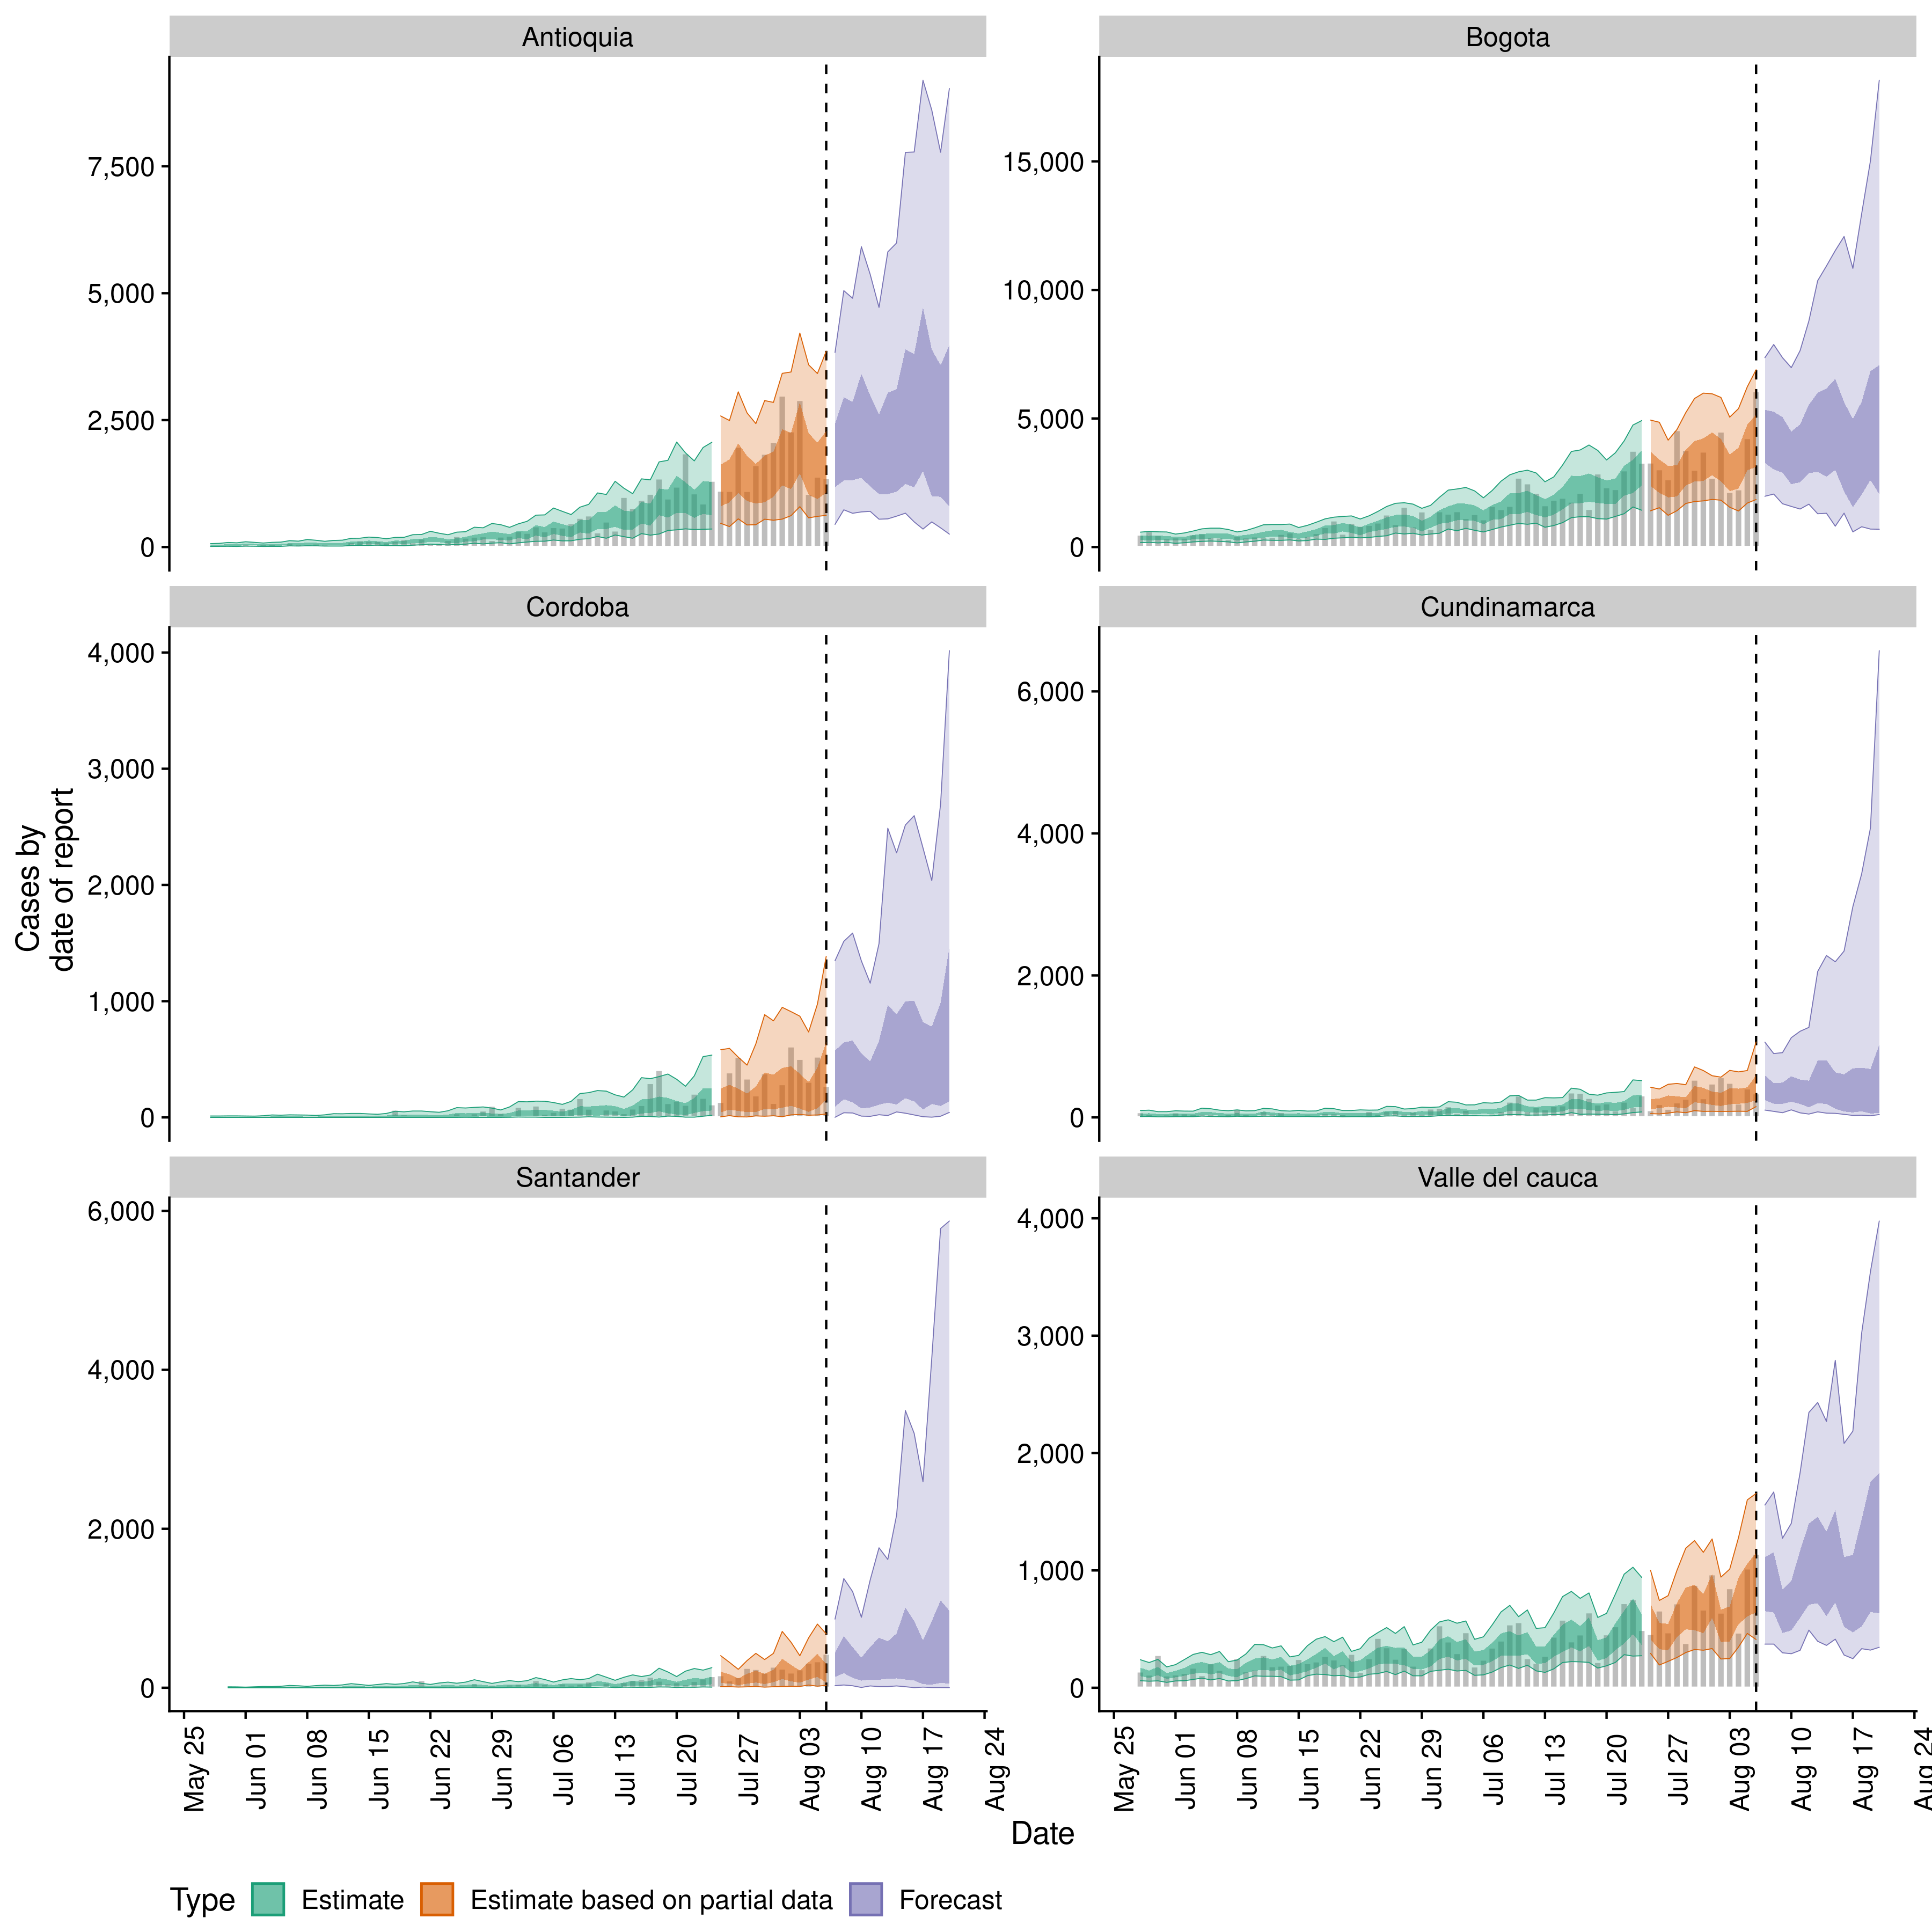 Antioquia
Bogota
7,500
5,000
2,500
0
15,000
10,000
5,000
0
Cordoba
Cundinamarca
4,000
3,000
2,000
1,000
0
6,000
4,000
2,000
0
Cases by
date of report
Santander
Valle del cauca
6,000
4,000
2,000
0
4,000
3,000
2,000
1,000
0
May 25
Jun 01
Jun 08
Jun 15
Jun 22
Jun 29
Jul 06
Jul 13
Jul 20
Jul 27
Aug 03
Aug 10
Aug 17
Aug 24
May 25
Jun 01
Jun 08
Jun 15
Jun 22
Jun 29
Jul 06
Jul 13
Jul 20
Jul 27
Aug 03
Aug 10
Aug 17
Aug 24
Date
Type Estimate Estimate based on partial data Forecast